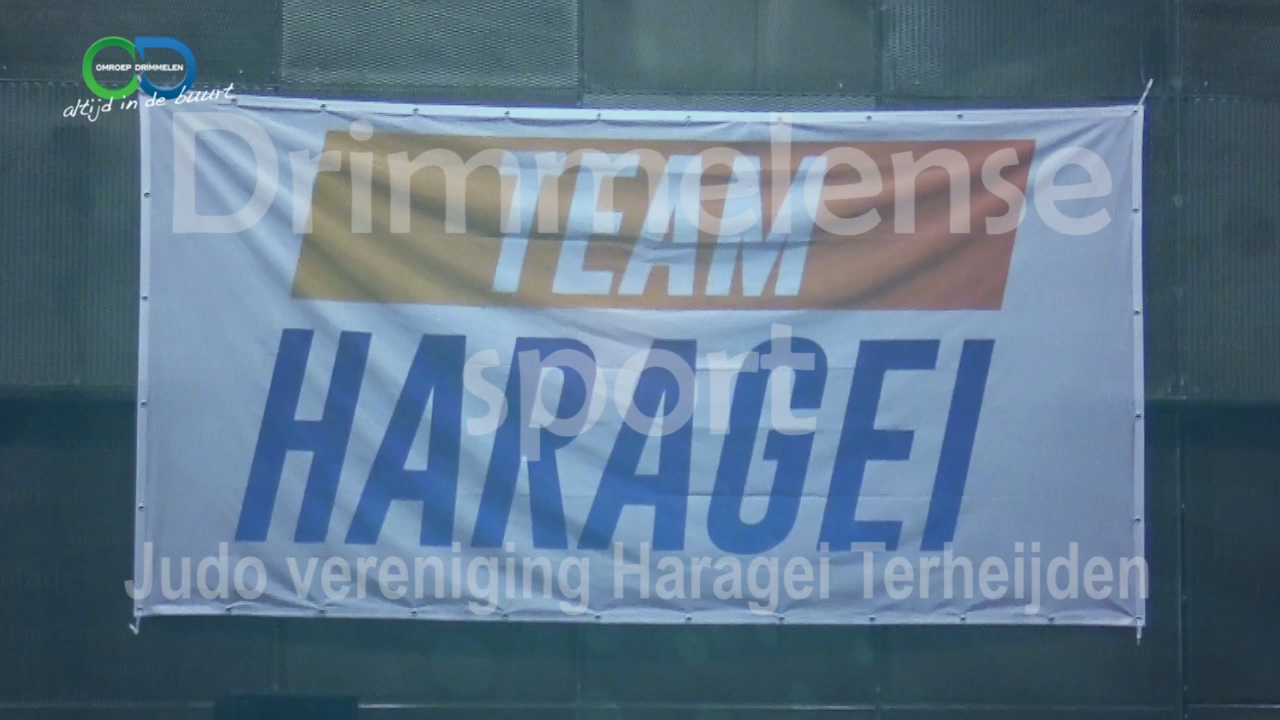 OMROEP DRIMMELEN
altijd in de buurt
Drimmelense
TEAM
sport
HARAGEI
Judo vereniging Haragei Terheijden